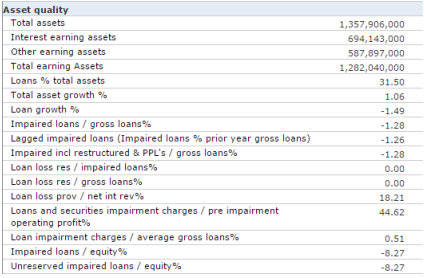 Asset quality
Total assets 1,357,906,000
Interest earning assets 694,143,000
Other earning assets 587,897,000
Total earning Assets 1,282,040,000
Loans % total assets 31.50
Total asset growth % 1.06
Loan growth % -1.49
Impaired loans / gross loans% -1.28
Lagged impaired loans (Impaired loans % prior year gross loans) -1.26
Impaired incl restructured & PPL's / gross loans% -1.28
Loan loss res / impaired loans% 0.00
Loan loss res / gross loans% 0.00
Loan loss prov / net int rev% 18.21
Loans and securities impairment charges / pre impairment 44.62
operating profit%
Loan impairment charges / average gross loans% 0.51
Impaired loans / equity% -8.27
Unreserved impaired loans / equity% -8.27